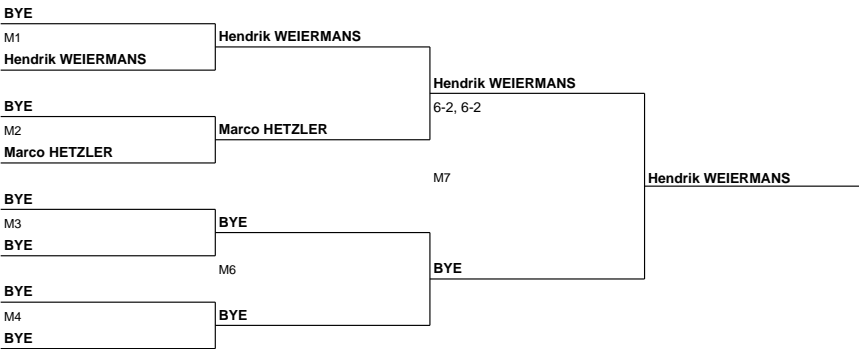 BYE
M1
Hendrik WEIERMANS
Hendrik WEIERMANS
Hendrik WEIERMANS
6-2, 6-2
BYE
M2
Marco HETZLER
Marco HETZLER
M7
Hendrik WEIERMANS
BYE
M3
BYE
BYE
M6
BYE
BYE
M4
BYE
BYE